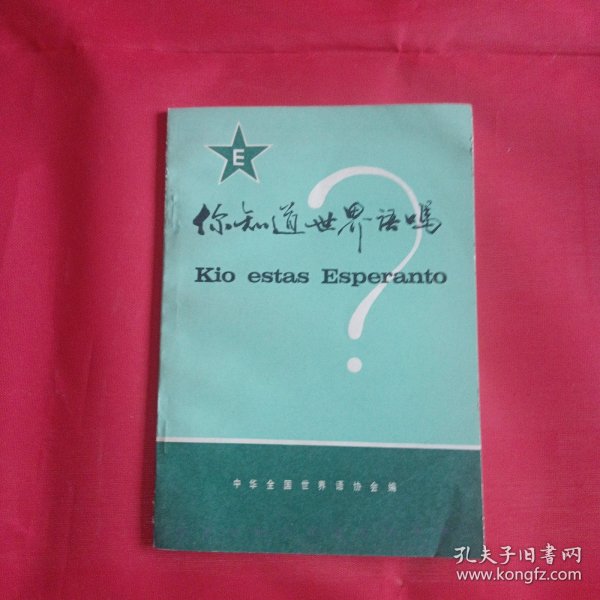 E
你知道世界语吗
?
Kio estas Esperanto
中华全国世界语协会编
孔夫子旧书网
www.kongfz.com